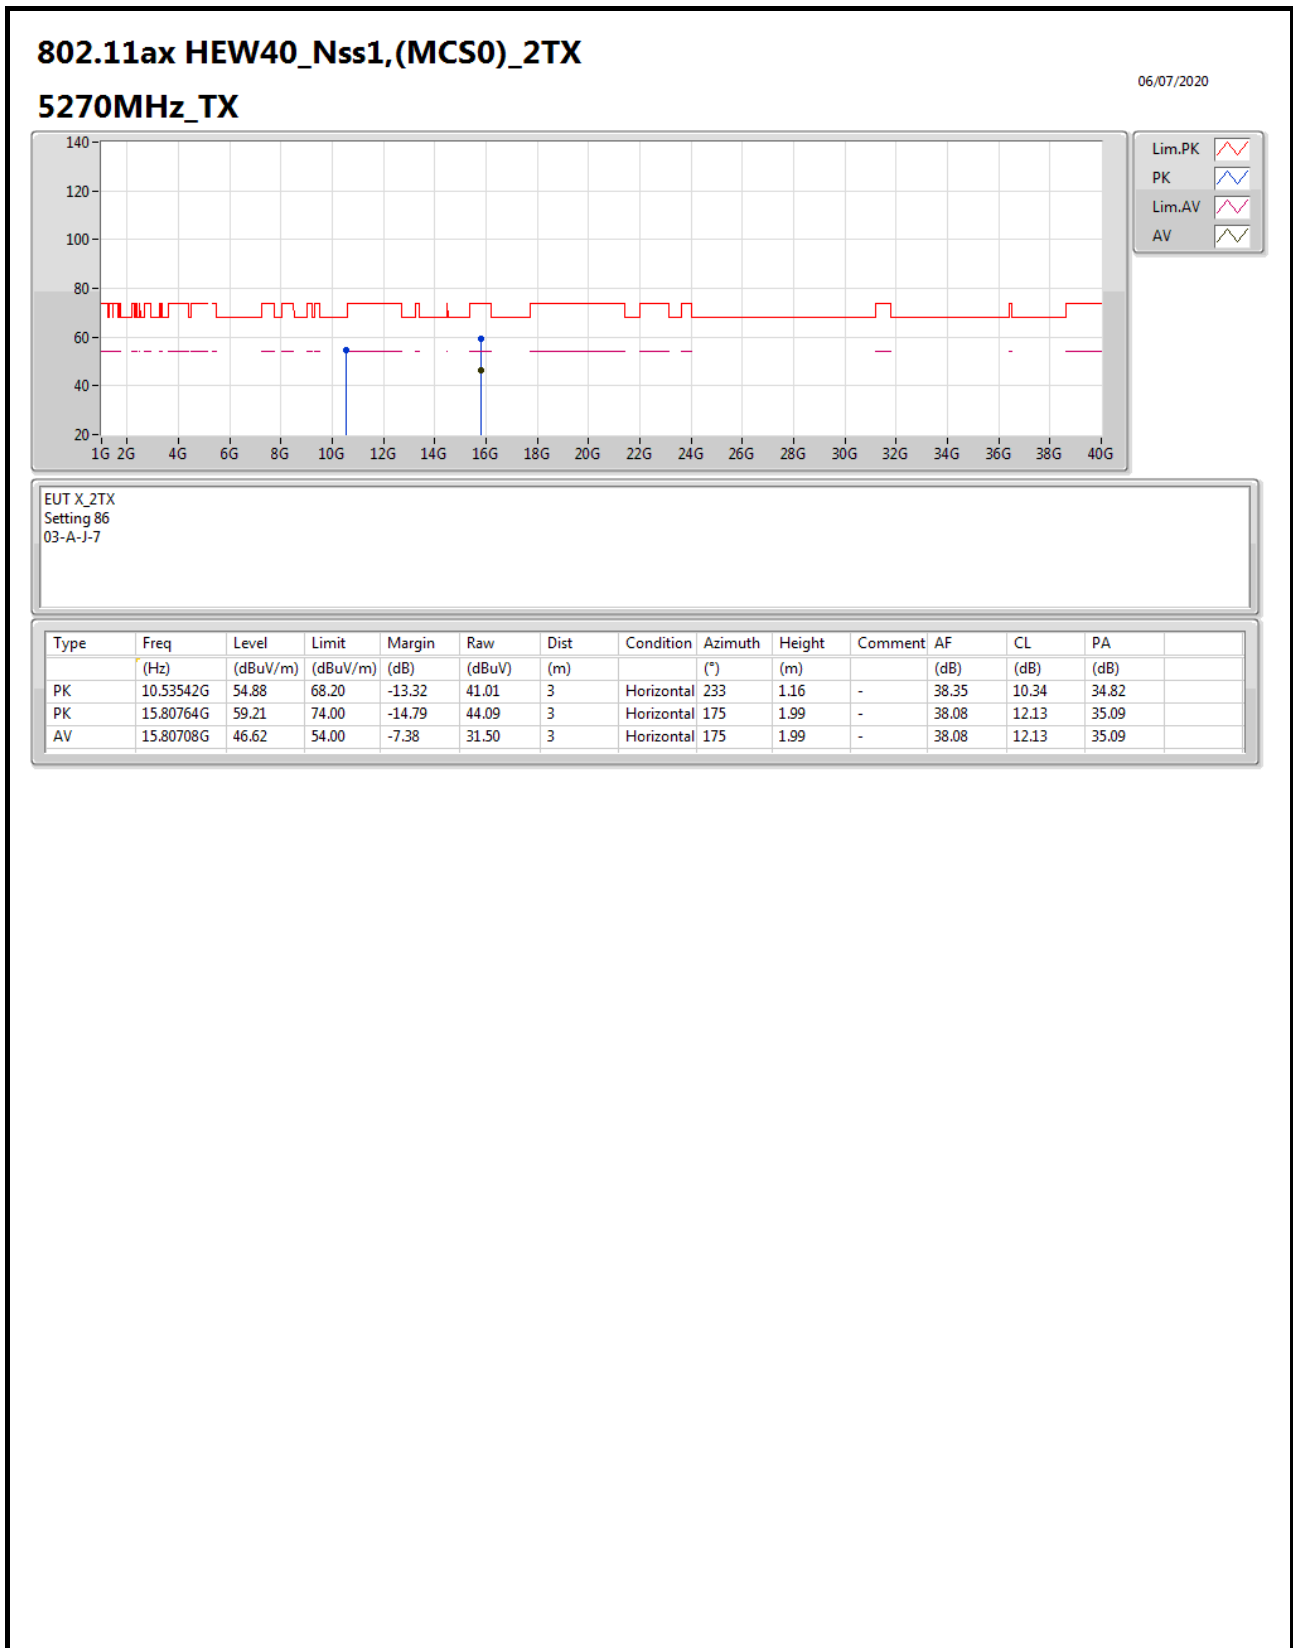 802.11ax HEW40_Nss1,(MCS0)_2TX
06/07/2020
5270MHz_TX
140
120
100
80
60
40
20
1G 2G 4G 6G 8G 10G 12G 14G 16G 18G 20G 22G 24G 26G 28G 30G 32G 34G 36G 38G 40G
Lim.PK
PK
Lim.AV
AV
EUT X_2TX
Setting 86
03-A-J-7
Type Freq Level Limit Margin Raw Dist Condition Azimuth Height Comment AF CL PA
(Hz) (dBuV/m) (dBuV/m) (dB) (dBuV) (m) (°) (m) (dB) (dB) (dB)
PK 10.53542G 54.88 68.20 -13.32 41.01 3 Horizontal 233 1.16 - 38.35 10.34 34.82
PK 15.80764G 59.21 74.00 -14.79 44.09 3 Horizontal 175 1.99 - 38.08 12.13 35.09
AV 15.80708G 46.62 54.00 -7.38 31.50 3 Horizontal 175 1.99 - 38.08 12.13 35.09